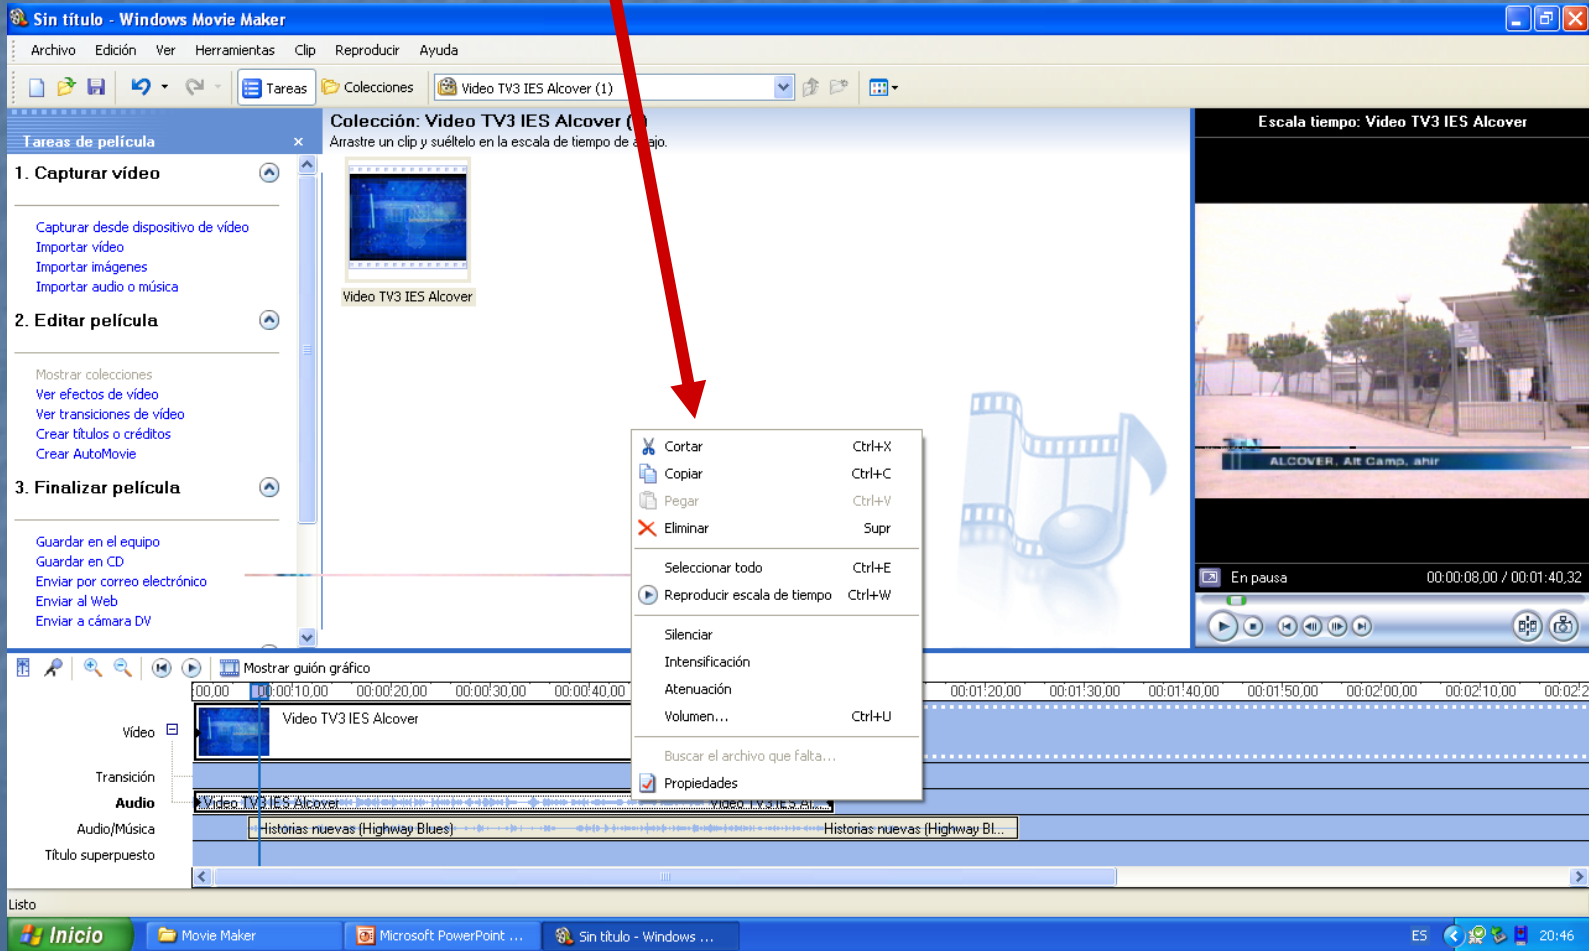 Sin título - Windows Movie Maker
Archivo Edición Ver Herramientas Clip Reproducir Ayuda
Tareas Colecciones Video TV3 IES Alcover (1)
Tareas de película
Colección: Video TV3 IES Alcover
Arrastre un clip y suéltelo en la escala de tiempo de
1. Capturar vídeo
Capturar desde dispositivo de vídeo
Importar vídeo
Importar imágenes
Importar audio o música
2. Editar película
Mostrar colecciones
Ver efectos de vídeo
Ver transiciones de vídeo
Crear títulos o créditos
Crear AutoMovie
3. Finalizar película
Guardar en el equipo
Guardar en CD
Enviar por correo electrónico
Enviar al Web
Enviar a cámara DV
Video TV3 IES Alcover
Escala tiempo: Video TV3 IES Alcover
ALCOVER, Alt Camp, ahir
En pausa 00:00:08,00 / 00:01:40,32
Cortar Ctrl+X
Copiar Ctrl+C
Pegar Ctrl+V
Eliminar Supr
Seleccionar todo Ctrl+E
Reproducir escala de tiempo Ctrl+W
Silenciar
Intensificación
Atenuación
Volumen... Ctrl+U
Buscar el archivo que falta...
Propiedades
Mostrar guión gráfico
00:00:20,00 00:00:30,00 00:00:40,00 00:01:20,00 00:01:30,00 00:01:40,00 00:01:50,00 00:02:00,00 00:02:10,00
Vídeo
Video TV3 IES Alcover
Transición
Audio
Video TV3 IES Alcover Video TV3 IES Al...
Audio/Música
Historias nuevas (Highway Blues) Historias nuevas (Highway Bl...
Título superpuesto
Listo
Inicio Movie Maker Microsoft PowerPoint ... Sin título - Windows ... ES 20:46